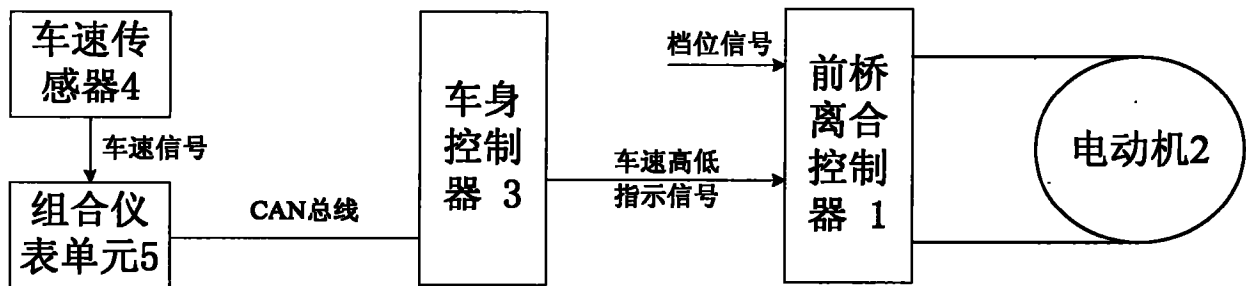 车速传
感器4
车速信号
组合仪
表单元5
CAN总线
车身
控制
器 3
档位信号
车速高低
指示信号
前桥
离合
控制
器 1
电动机2